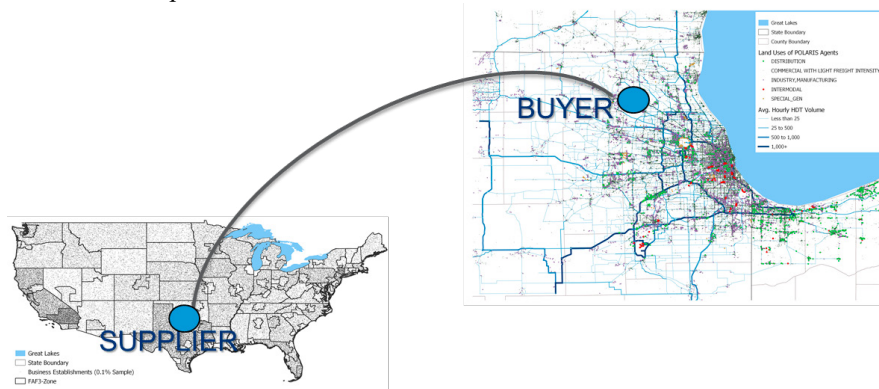 Great Lakes
State Boundary
County Boundary
Land Uses of POLARIS Agents
DISTRIBUTION
COMMERCIAL WITH LIGHT FREIGHT INTENSITY
INDUSTRY,MANUFACTURING
INTERMODAL
SPECIAL_GEN
Avg. Hourly HDT Volume
Less than 25
25 to 500
500 to 1,000
1,000+
BUYER
SUPPLIER
Great Lakes
State Boundary
Business Establishments (0.1% Sample)
FAF3-Zone